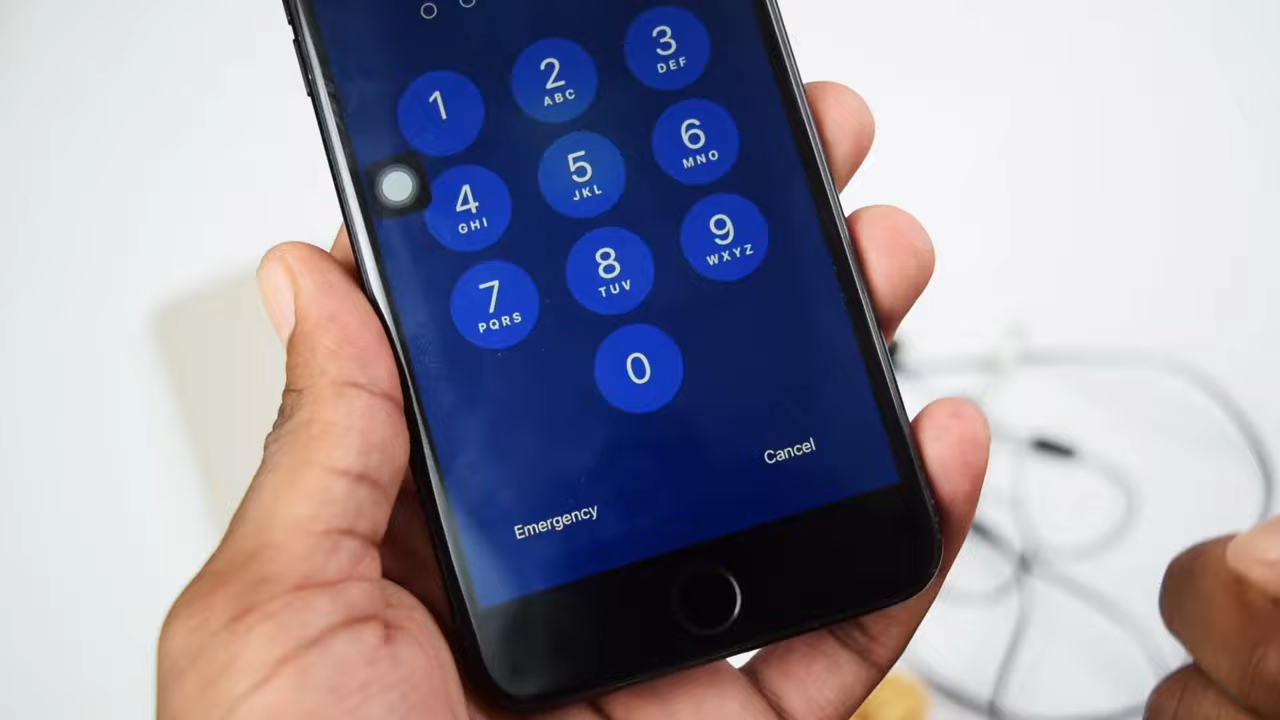 1
2
ABC
3
DEF
4
GHI
5
JKL
6
MNO
7
PQRS
8
TUV
9
WXYZ
0
Emergency
Cancel